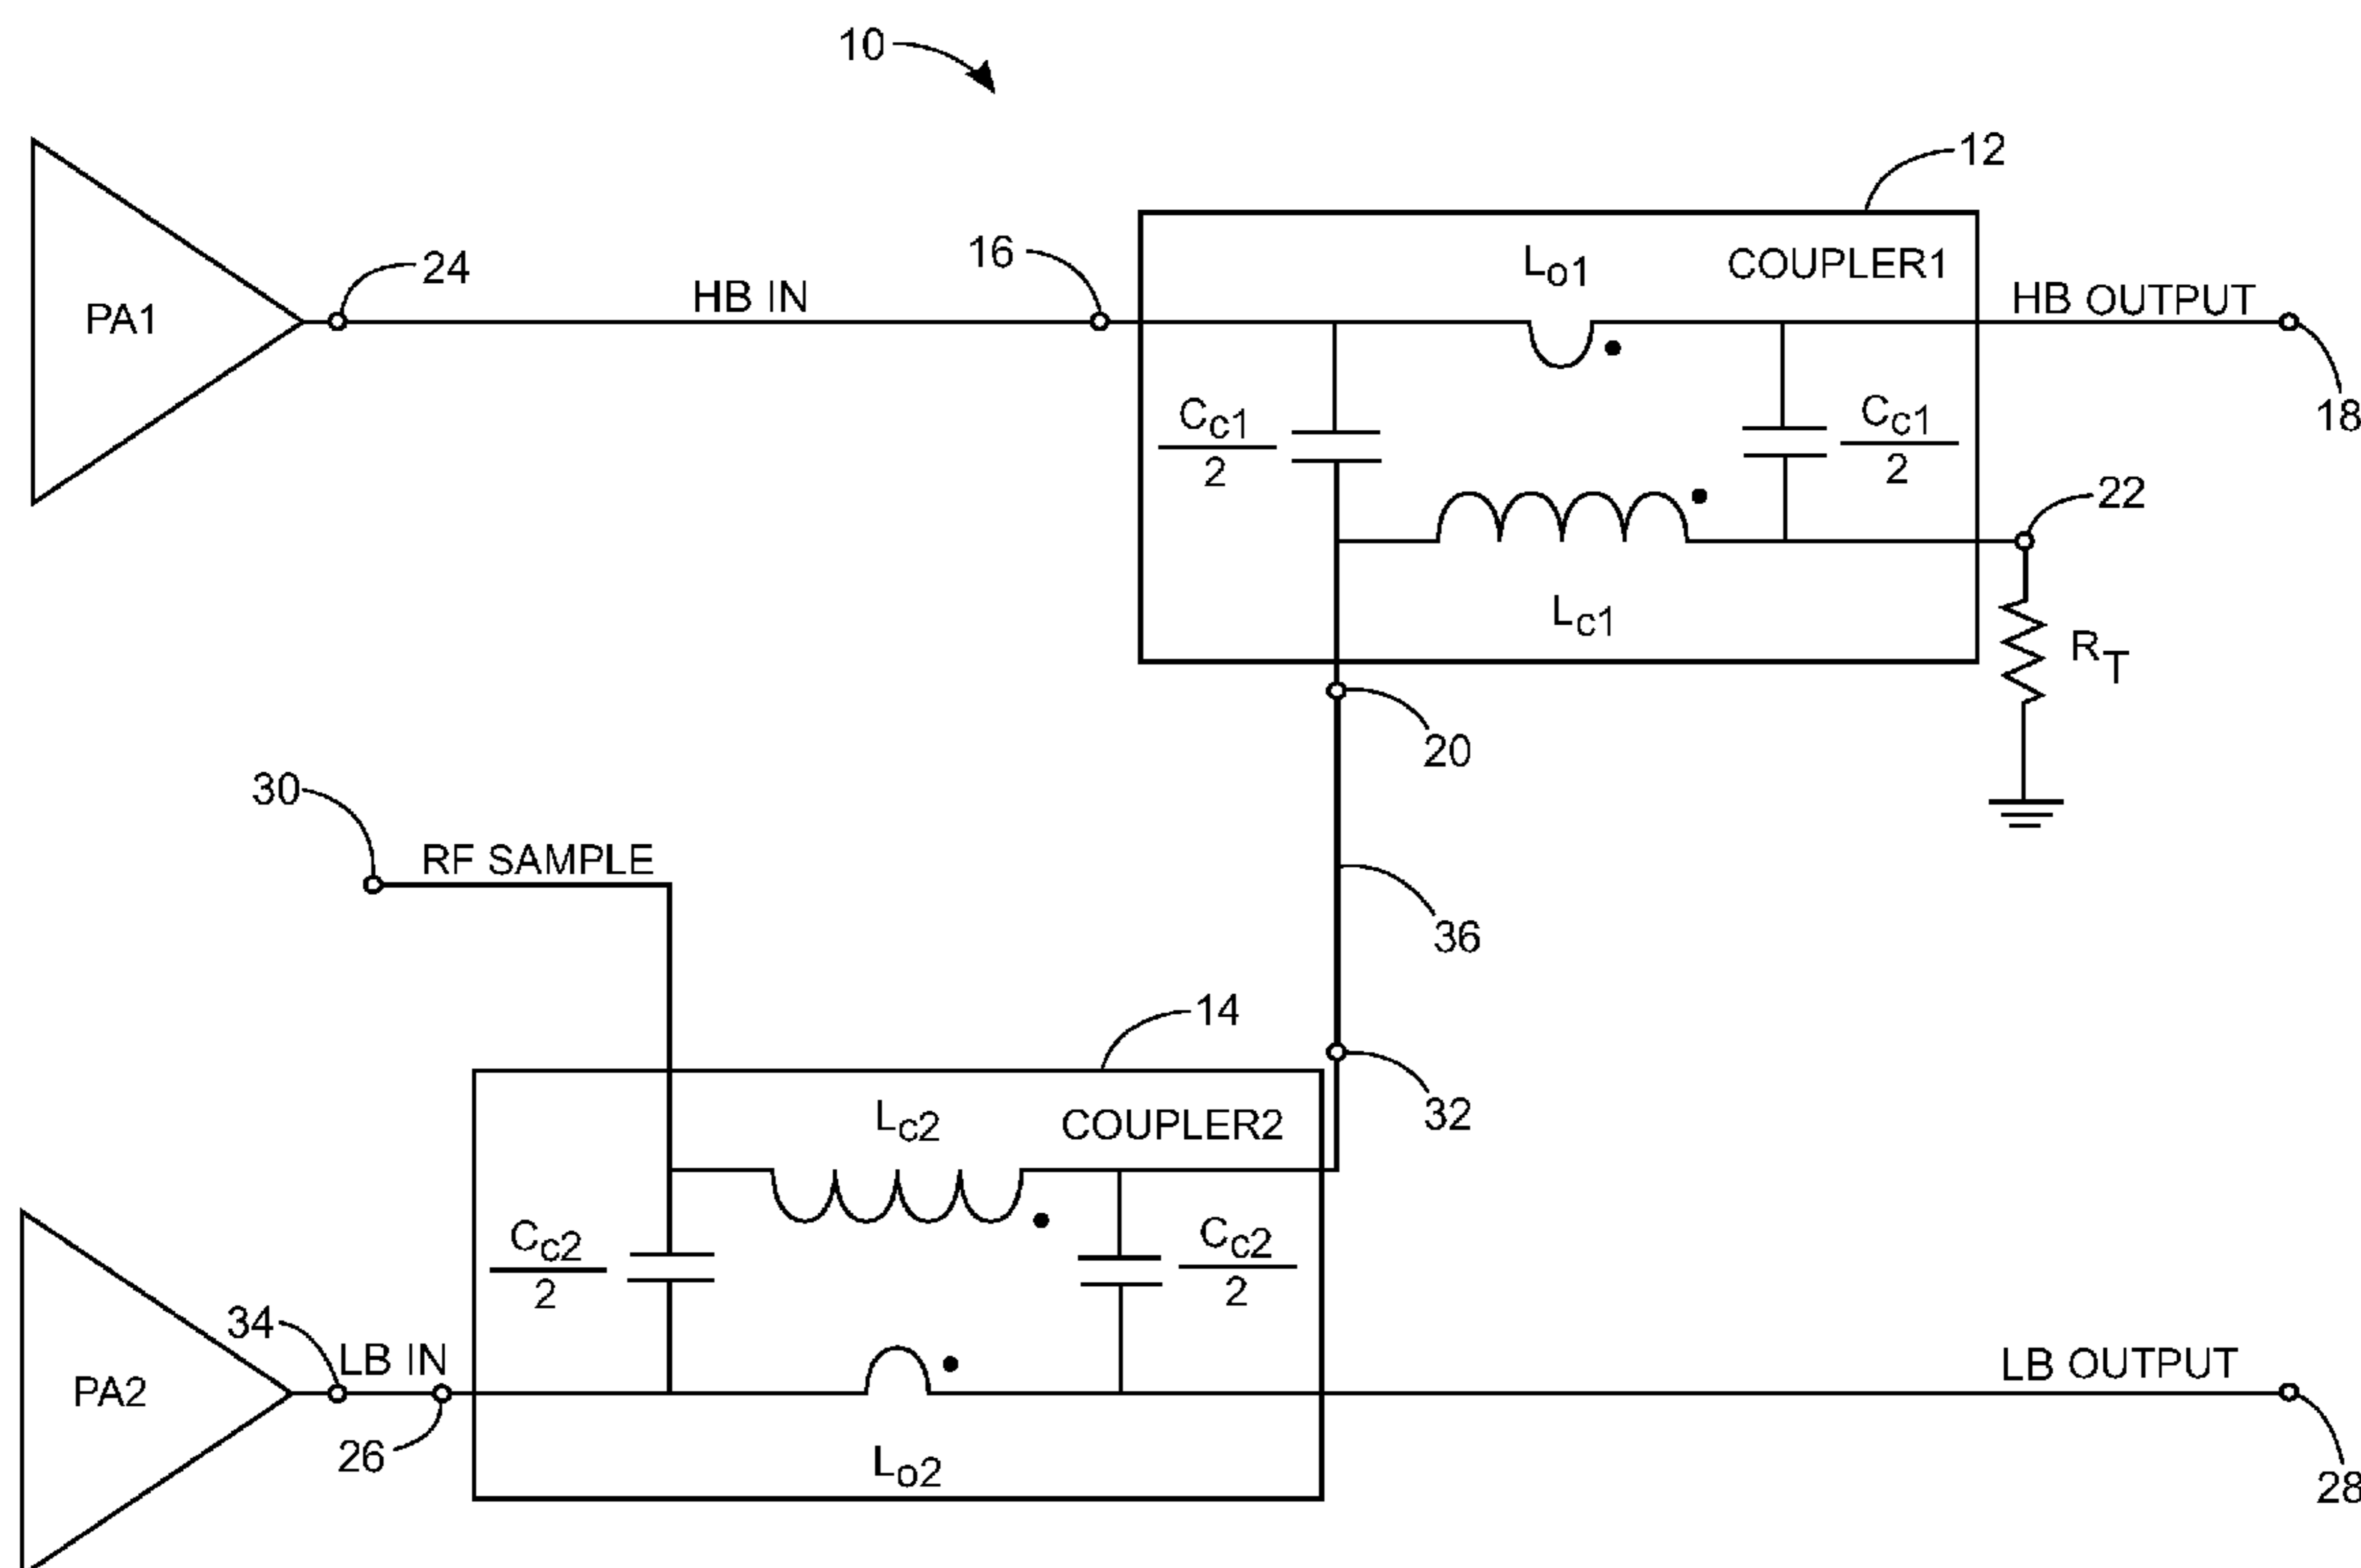 10
12
PA1
24
HB IN
16
Lo1
COUPLER1
HB OUTPUT
18
Cc1
2
Cc1
2
22
Lc1
RT
20
30
RF SAMPLE
36
14
32
Lc2
COUPLER2
Cc2
2
Cc2
2
34
LB IN
PA2
26
Lo2
LB OUTPUT
28